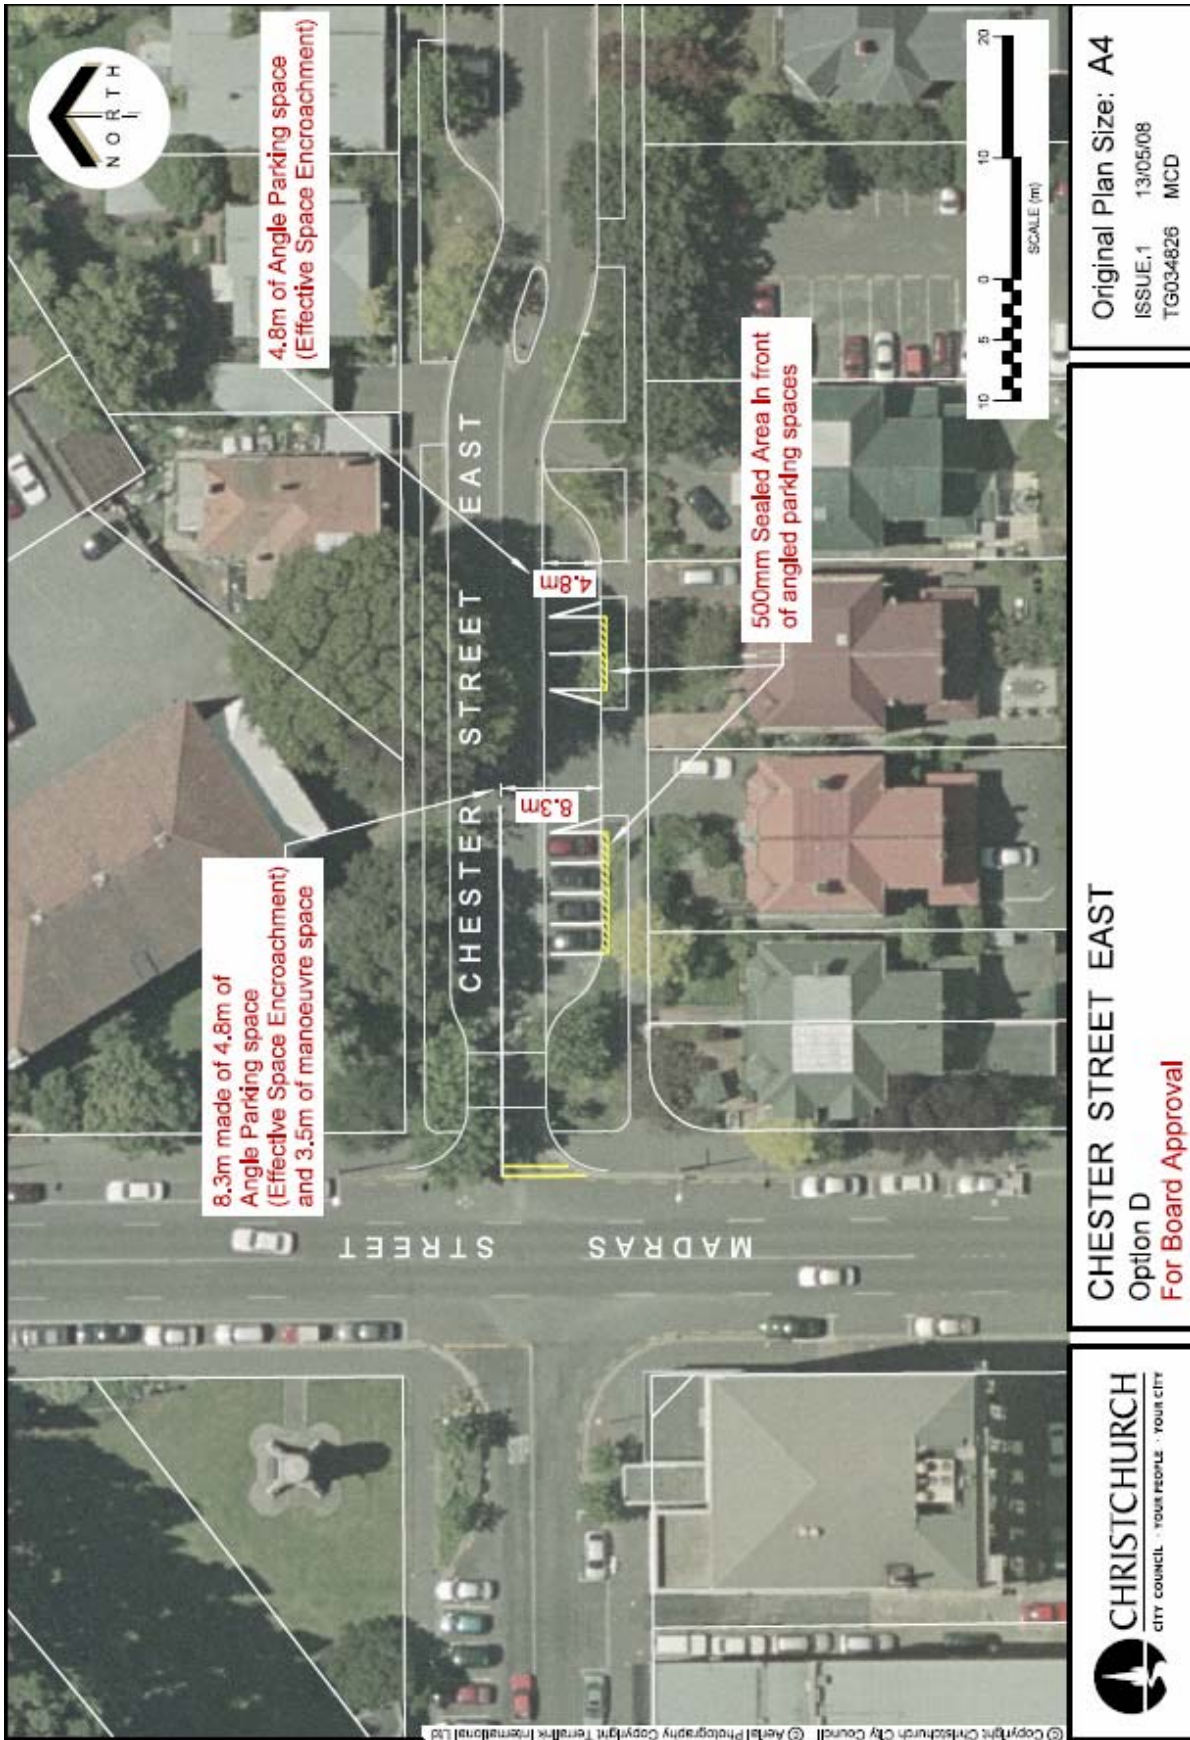 NORTH
4.8m of Angle Parking space
(Effective Space Encroachment)
8.3m made of 4.8m of
Angle Parking space
(Effective Space Encroachment)
and 3.5m of manoeuvre space
CHESTER STREET EAST
4.8m
8.3m
500mm Sealed Area in front
of angled parking spaces
MADRAS STREET
10 5 0 10 20
SCALE (m)
CHRISTCHURCH
CITY COUNCIL · YOUR PEOPLE · YOUR CITY
CHESTER STREET EAST
Option D
For Board Approval
Original Plan Size: A4
ISSUE.1 13/05/08
TG034826 MCD
© Copyright Christchurch City Council © Aerial Photography Copyright Terralink International Ltd